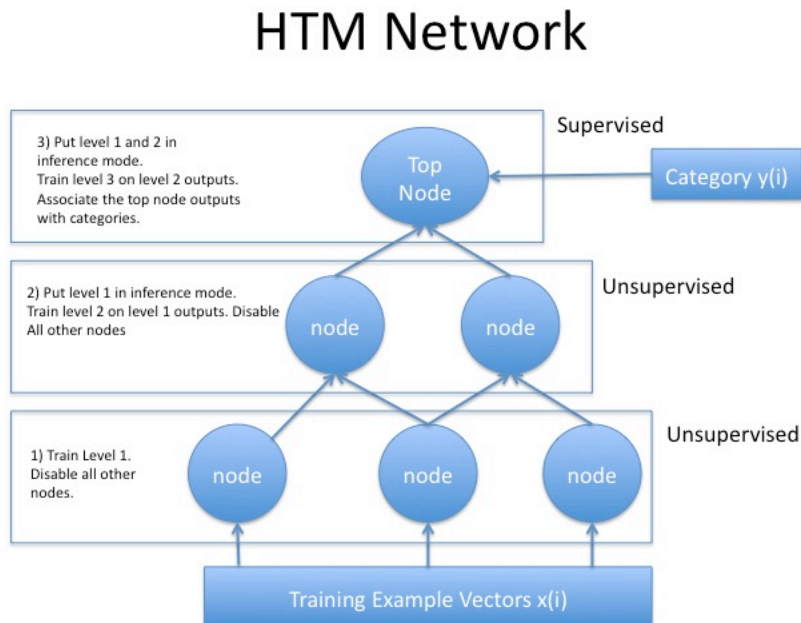 HTM Network
Supervised
3) Put level 1 and 2 in
inference mode.
Train level 3 on level 2 outputs.
Associate the top node outputs
with categories.
Top
Node
Category y(i)
Unsupervised
2) Put level 1 in inference mode.
Train level 2 on level 1 outputs. Disable
All other nodes
node
node
Unsupervised
1) Train Level 1.
Disable all other
nodes.
node
node
node
Training Example Vectors x(i)